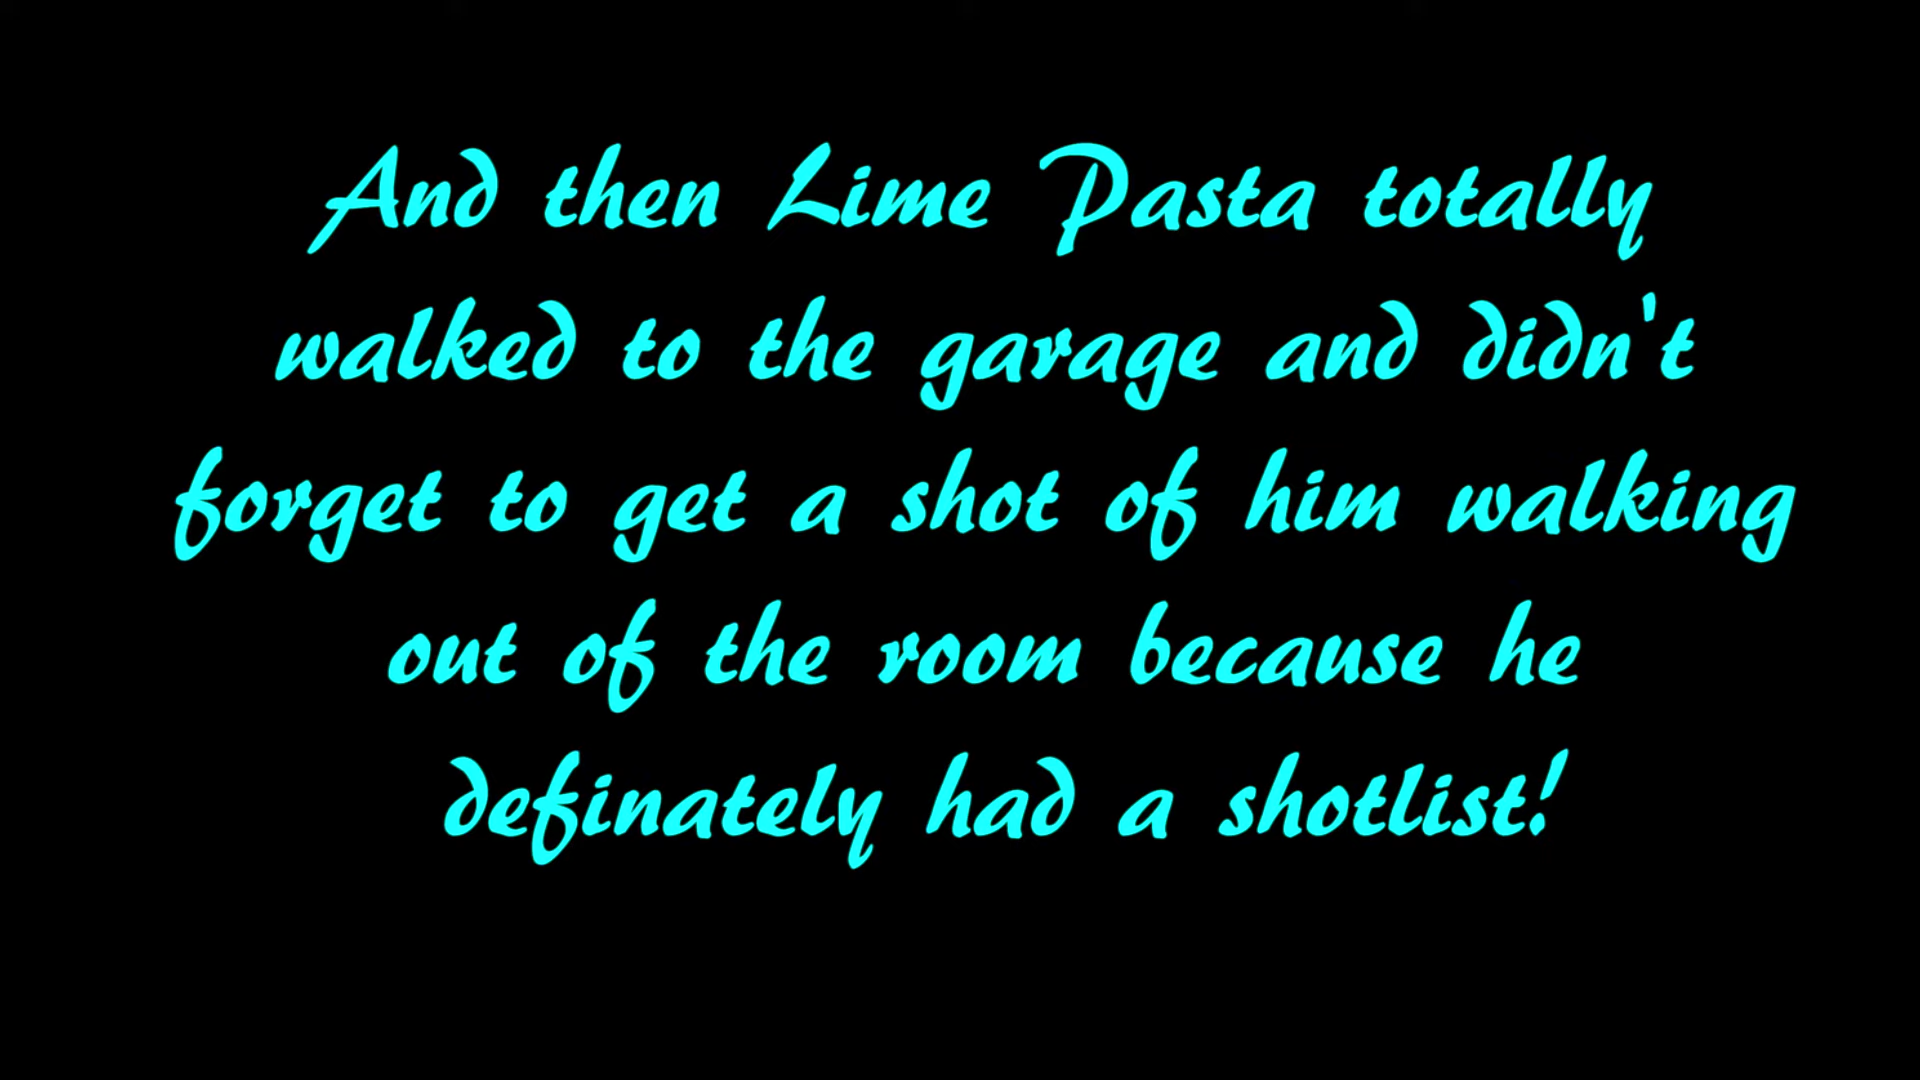 And then Lime Pasta totally
walked to the garage and didn't
forget to get a shot of him walking
out of the room because he
definately had a shotlist!